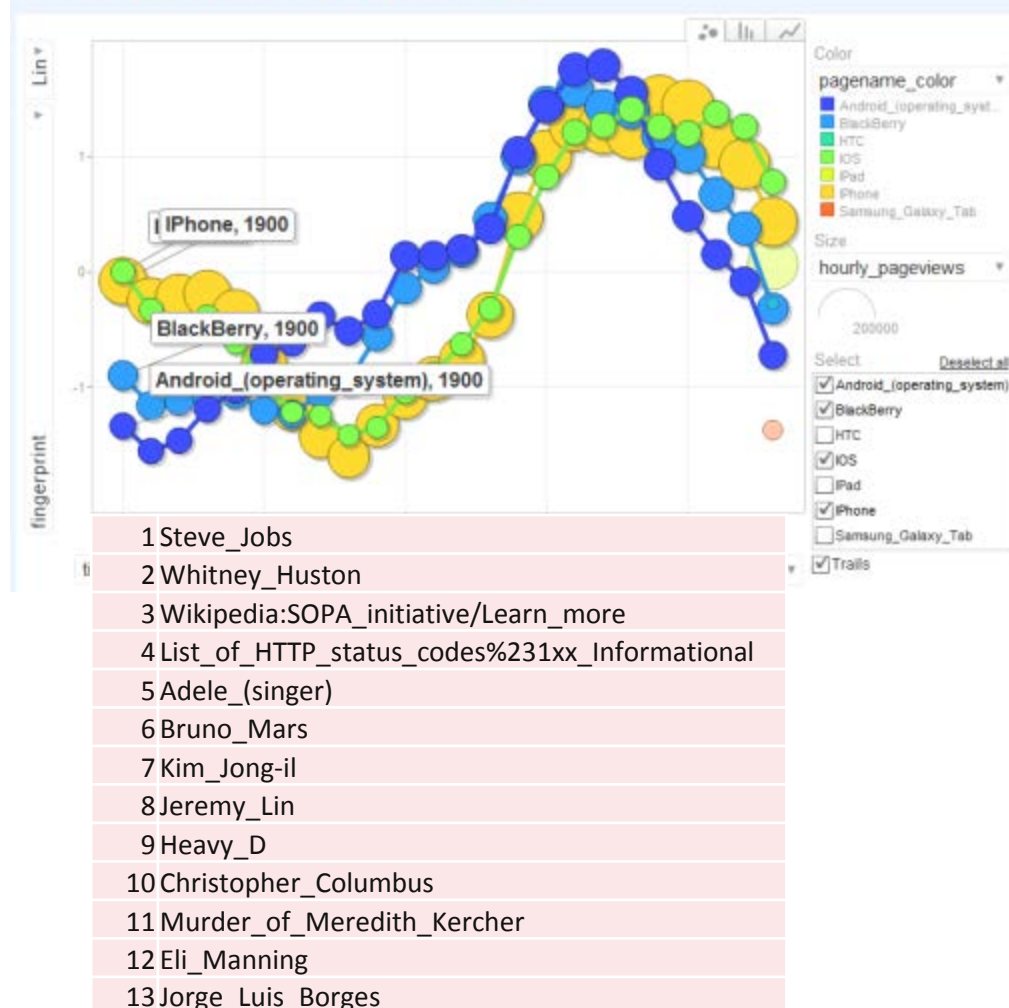 Lin
Color
pagename_color
Android_(operating_syst...
BlackBerry
HTC
IOS
IPad
IPhone
Samsung_Galaxy_Tab
Size
hourly_pageviews
200000
Select
Deselect all
Android_(operating_system)
BlackBerry
HTC
IOS
IPad
IPhone
Samsung_Galaxy_Tab
Trails
1
0
-1
fingerprint
IPhone, 1900
BlackBerry, 1900
Android_(operating_system), 1900
1 Steve_Jobs
2 Whitney_Huston
3 Wikipedia:SOPA_initiative/Learn_more
4 List_of_HTTP_status_codes%231xx_Informational
5 Adele_(singer)
6 Bruno_Mars
7 Kim_Jong-il
8 Jeremy_Lin
9 Heavy_D
10 Christopher_Columbus
11 Murder_of_Meredith_Kercher
12 Eli_Manning
13 Jorge_Luis_Borges